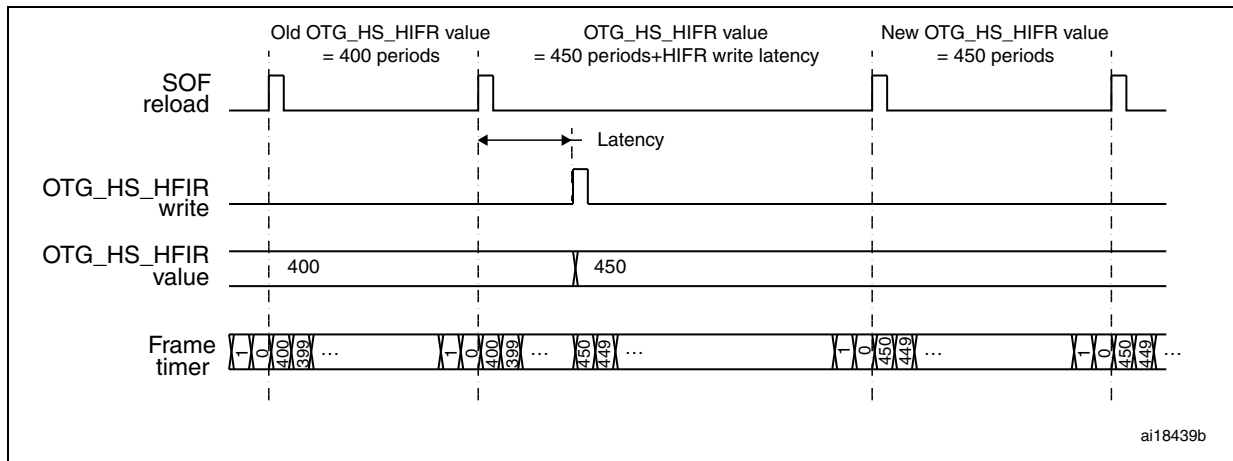 Old OTG_HS_HIFR value
= 400 periods
OTG_HS_HIFR value
= 450 periods+HIFR write latency
New OTG_HS_HIFR value
= 450 periods
SOF
reload
Latency
OTG_HS_HFIR
write
OTG_HS_HFIR
value
400
450
Frame
timer
1 0 400 399 ... 1 0 400 399 ... 450 449 ... 1 0 450 449 ... 1 0 450 449 ...
ai18439b